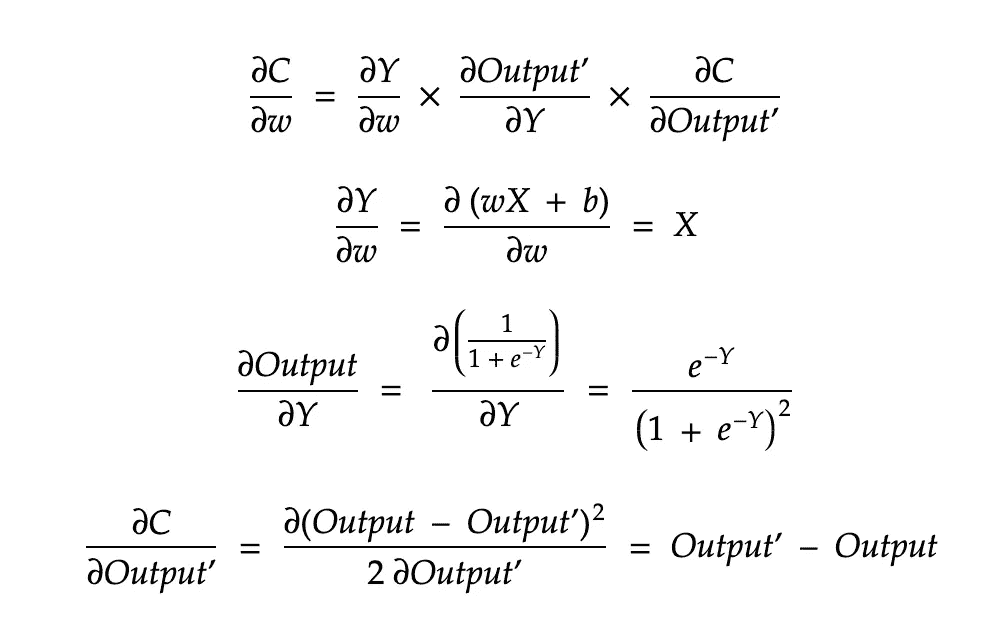 ∂C/∂w = ∂Y/∂w × ∂Output′/∂Y × ∂C/∂Output′
∂Y/∂w = ∂ (wX + b)/∂w = X
∂Output/∂Y = ∂(1/(1 + e^{−Y}))/∂Y = e^{−Y}/(1 + e^{−Y})^2
∂C/∂Output′ = ∂(Output – Output′)^2/2 ∂Output′ = Output′ – Output